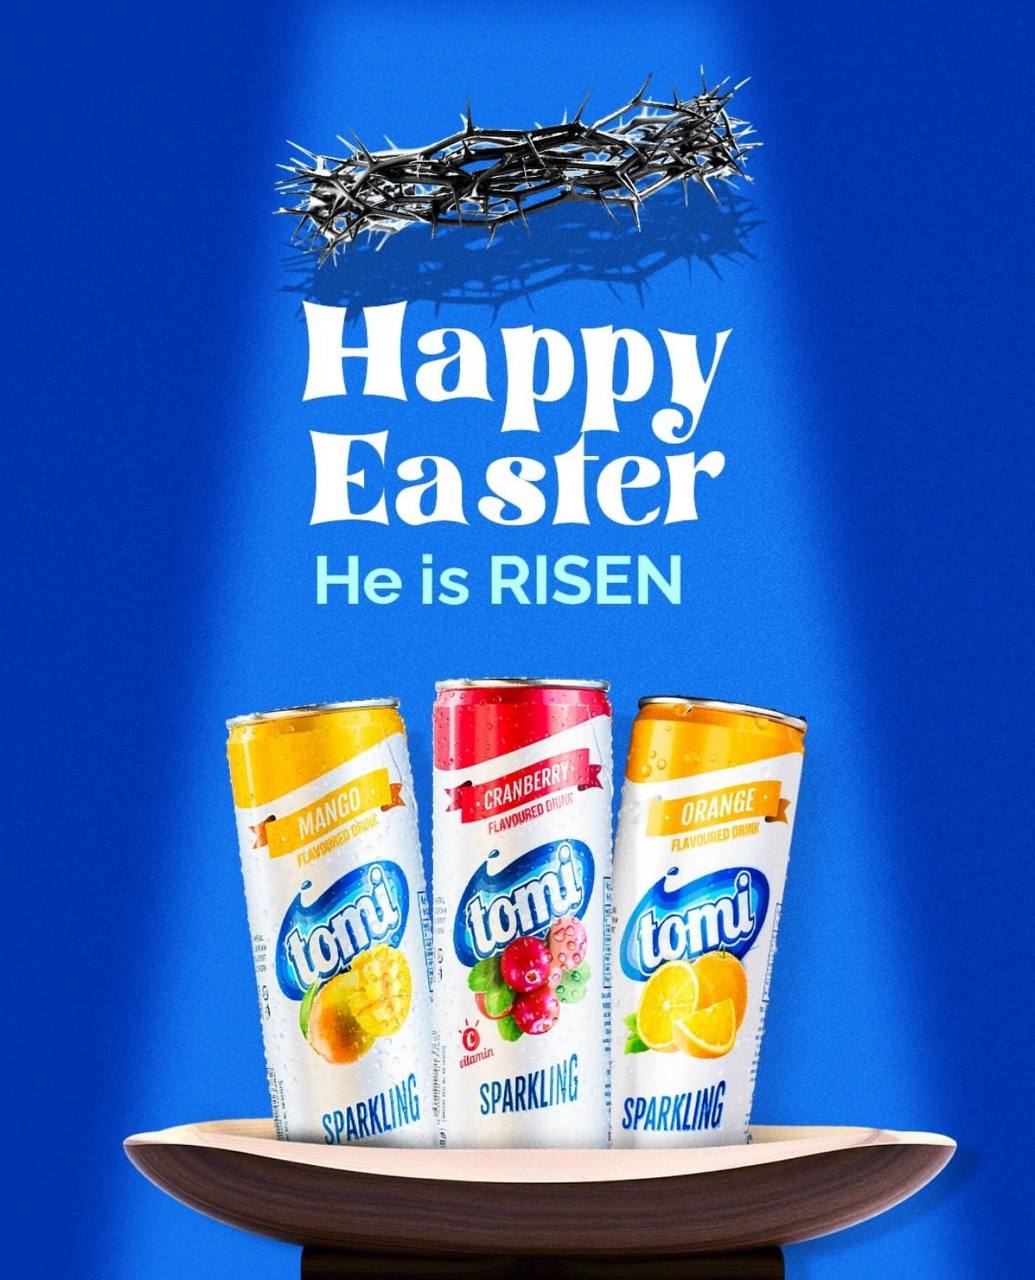 Happy
Easter
He is RISEN
MANGO
FLAVOURED DRINK
tomi
SPARKLING
CRANBERRY
FLAVOURED DRINK
tomi
C
vitamin
SPARKLING
ORANGE
FLAVOURED DRINK
tomi
SPARKLING